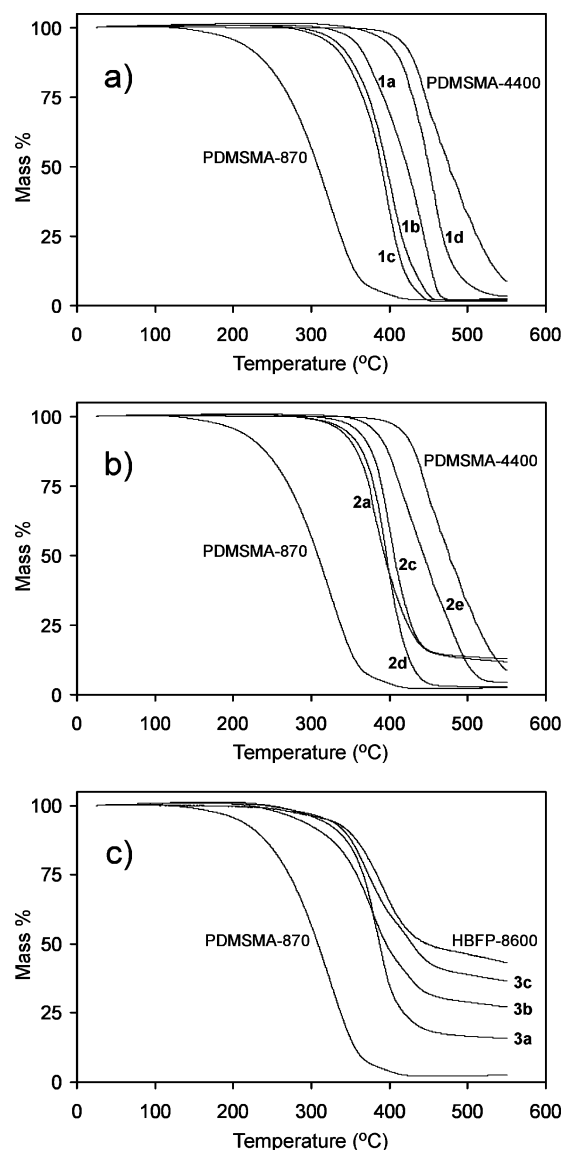 a)
Mass %
100
75
50
25
0
1a
PDMSMA-4400
PDMSMA-870
1b
1d
1c
0 100 200 300 400 500 600
Temperature (ºC)
b)
Mass %
100
75
50
25
0
PDMSMA-4400
2a
PDMSMA-870
2c
2e
2d
0 100 200 300 400 500 600
Temperature (ºC)
c)
Mass %
100
75
50
25
0
PDMSMA-870
HBFP-8600
3c
3b
3a
0 100 200 300 400 500 600
Temperature (ºC)